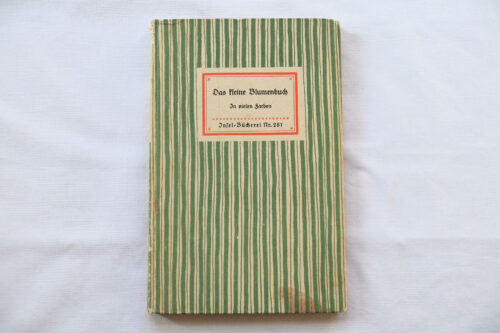 Das kleine Blumenbuch
In vielen Farben
Insel-Bücherei Nr. 281